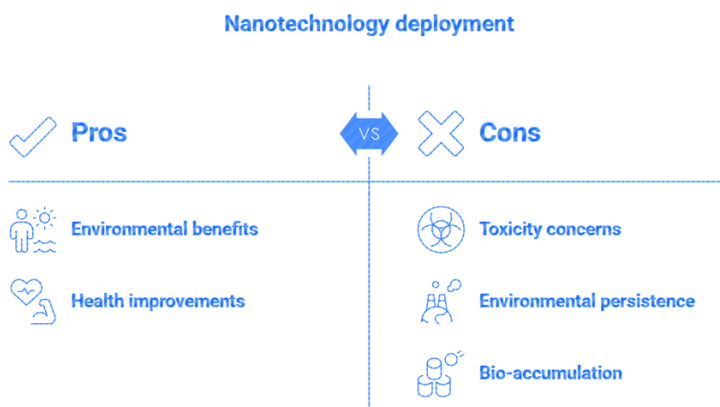 Nanotechnology deployment
Pros
VS
Cons
Environmental benefits
Toxicity concerns
Health improvements
Environmental persistence
Bio-accumulation